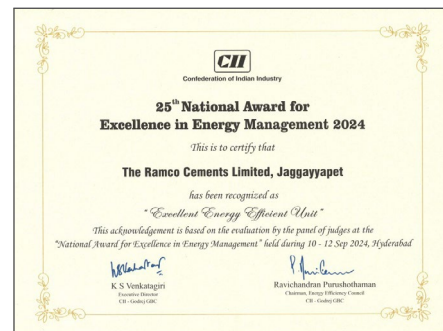 CII
Confederation of Indian Industry
25th National Award for
Excellence in Energy Management 2024
This is to certify that
The Ramco Cements Limited, Jaggayyapet
has been recognized as
"Excellent Energy Efficient Unit"
This acknowledgement is based on the evaluation by the panel of judges at the
"National Award for Excellence in Energy Management" held during 10 - 12 Sep 2024, Hyderabad
K S Venkatagiri
Executive Director
CII - Godrej GBC
Ravichandran Purushothaman
Chairman, Energy Efficiency Council
CII - Godrej GBC